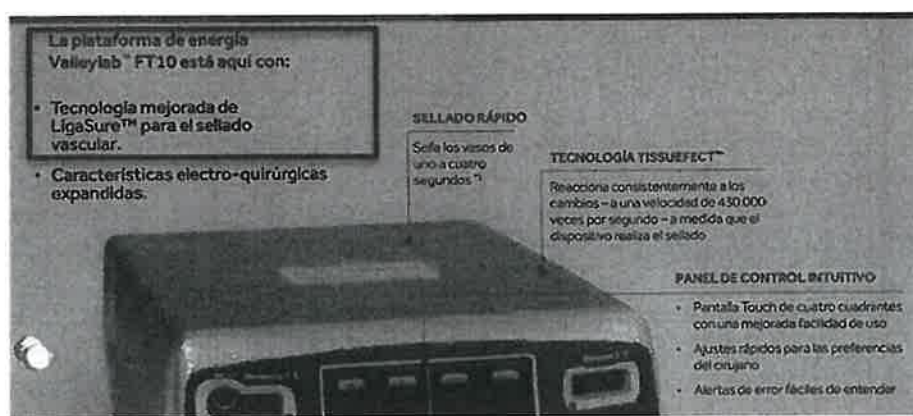 La plataforma de energía
Valleylab™ FT10 está aquí con:
• Tecnología mejorada de
LigaSure™ para el sellado
vascular.
• Características electro-quirúrgicas
expandidas.
SELLADO RÁPIDO
Sella los vasos de
uno a cuatro
segundos
TECNOLOGÍA TISSUEFECT™
Reacciona consistentemente a los
cambios – a una velocidad de 430.000
veces por segundo – a medida que el
dispositivo realiza el sellado
PANEL DE CONTROL INTUITIVO
• Pantalla Touch de cuatro cuadrantes
con una mejorada facilidad de uso
• Ajustes rápidos para las preferencias
del cirujano
• Alertas de error fáciles de entender